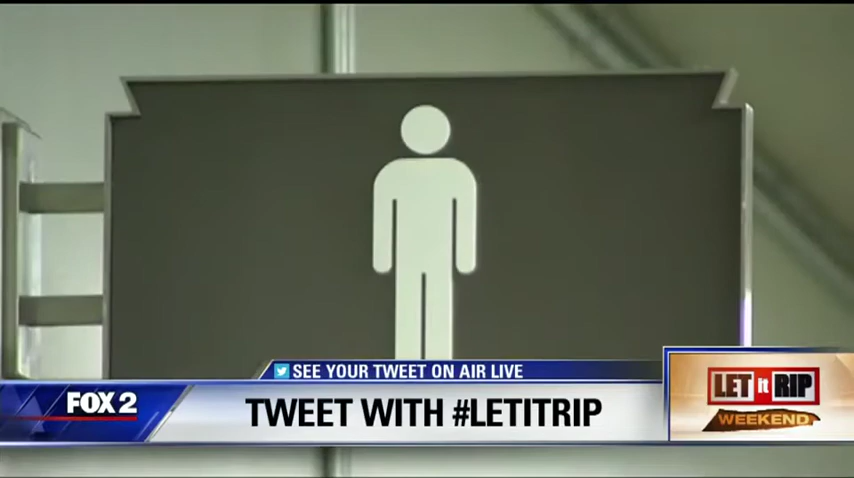 SEE YOUR TWEET ON AIR LIVE
FOX 2
TWEET WITH #LETITRIP
LET it RIP
WEEKEND